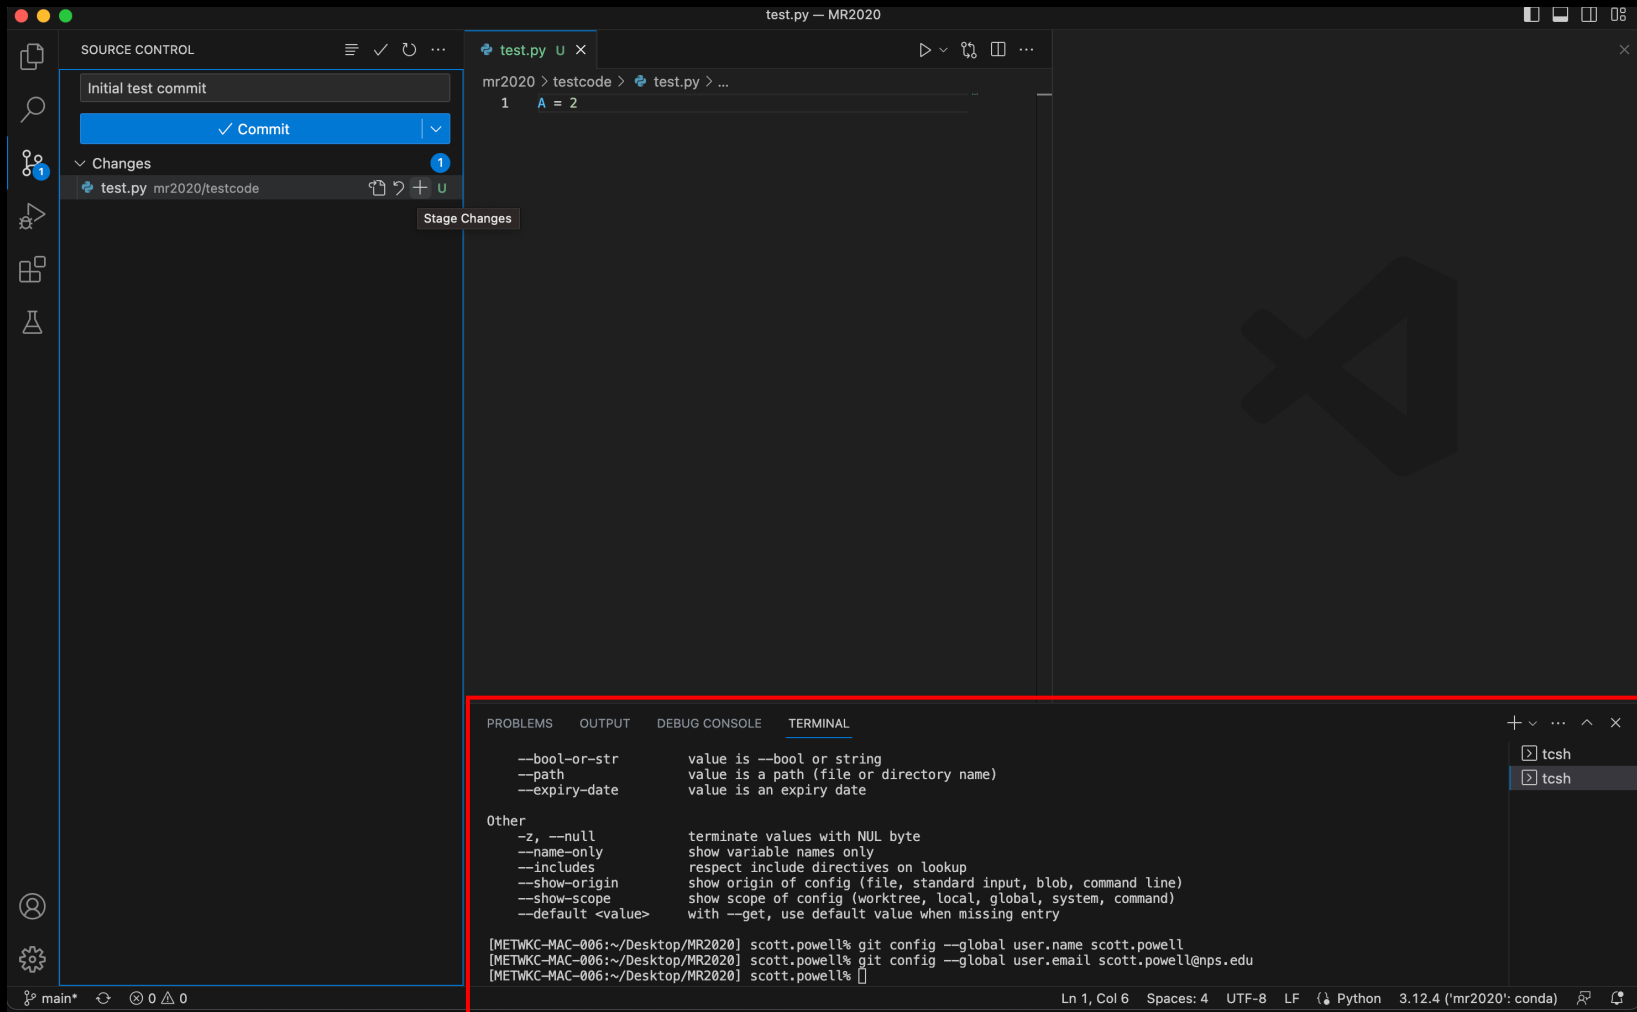 test.py — MR2020
SOURCE CONTROL
Initial test commit
Commit
Changes 1
test.py mr2020/testcode U
Stage Changes
1
test.py U
mr2020 > testcode > test.py > ...
1 A = 2
PROBLEMS OUTPUT DEBUG CONSOLE TERMINAL
--bool-or-str value is --bool or string
--path value is a path (file or directory name)
--expiry-date value is an expiry date
Other
-z, --null terminate values with NUL byte
--name-only show variable names only
--includes respect include directives on lookup
--show-origin show origin of config (file, standard input, blob, command line)
--show-scope show scope of config (worktree, local, global, system, command)
--default <value> with --get, use default value when missing entry
[METWKC-MAC-006:~/Desktop/MR2020] scott.powell% git config --global user.name scott.powell
[METWKC-MAC-006:~/Desktop/MR2020] scott.powell% git config --global user.email scott.powell@nps.edu
[METWKC-MAC-006:~/Desktop/MR2020] scott.powell%
tcsh
tcsh
main* 0 0 Ln 1, Col 6 Spaces: 4 UTF-8 LF Python 3.12.4 ('mr2020': conda)